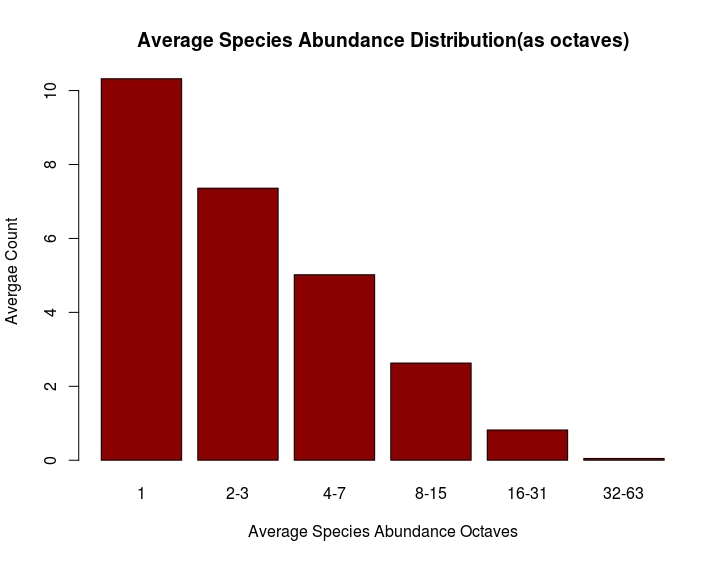 Average Species Abundance Distribution(as octaves)
Avergae Count
10
8
6
4
2
0
1 2-3 4-7 8-15 16-31 32-63
Average Species Abundance Octaves